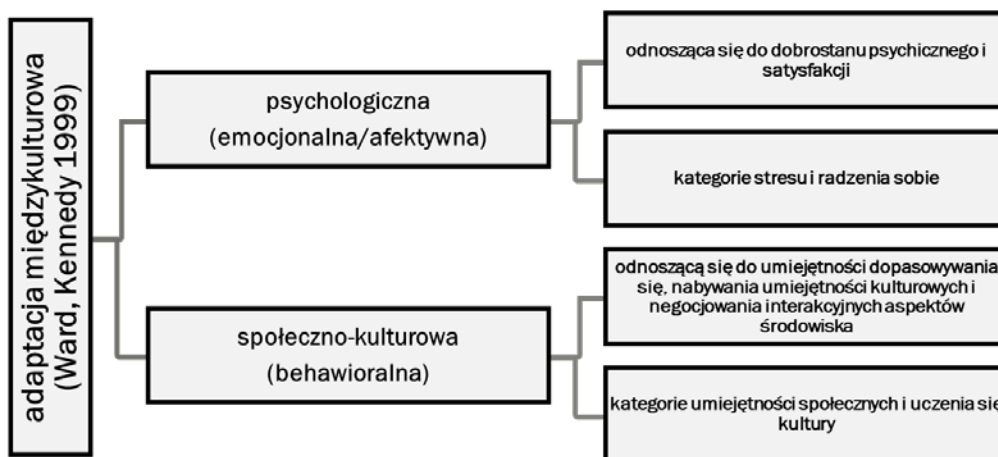 adaptacja międzykulturowa
(Ward, Kennedy 1999)
psychologiczna
(emocjonalna/afektywna)
odnosząca się do dobrostanu psychicznego i
satysfakcji
kategorie stresu i radzenia sobie
społeczno-kulturowa
(behawioralna)
odnoszącą się do umiejętności dopasowywania
się, nabywania umiejętności kulturowych i
negocjowania interakcyjnych aspektów
środowiska
kategorie umiejętności społecznych i uczenia się
kultury